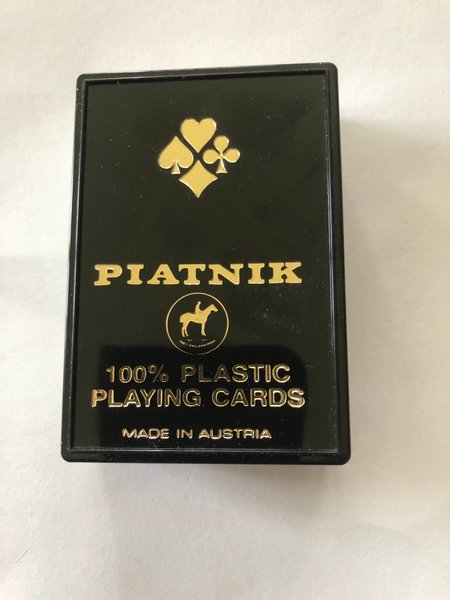 PIATNIK
100% PLASTIC
PLAYING CARDS
MADE IN AUSTRIA